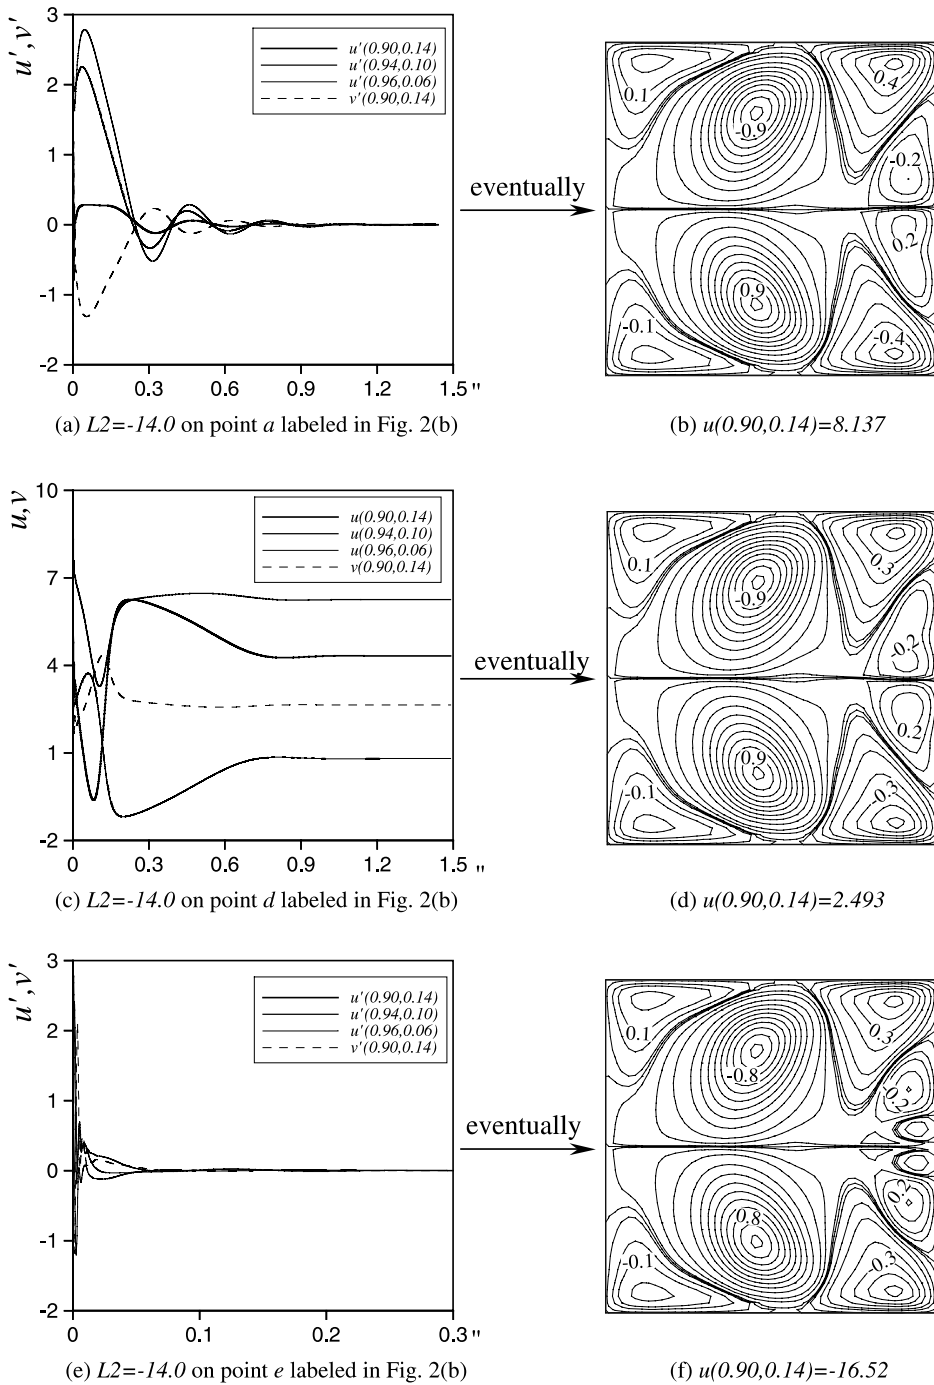 u',v'
3
2
1
0
-1
-2
0 0.3 0.6 0.9 1.2 1.5 "
u'(0.90,0.14)
u'(0.94,0.10)
u'(0.96,0.06)
v'(0.90,0.14)
eventually
0.1
0.4
-0.9
-0.2
0.2
0.9
-0.1
-0.4
(a) L2=-14.0 on point a labeled in Fig. 2(b)
(b) u(0.90,0.14)=8.137
u,v
10
7
4
1
-2
0 0.3 0.6 0.9 1.2 1.5 "
u(0.90,0.14)
u(0.94,0.10)
u(0.96,0.06)
v(0.90,0.14)
eventually
0.1
0.3
-0.9
-0.2
0.2
0.9
-0.1
-0.3
(c) L2=-14.0 on point d labeled in Fig. 2(b)
(d) u(0.90,0.14)=2.493
u',v'
3
2
1
0
-1
-2
0 0.1 0.2 0.3 "
u'(0.90,0.14)
u'(0.94,0.10)
u'(0.96,0.06)
v'(0.90,0.14)
eventually
0.1
0.3
-0.8
-0.2
0.2
0.8
-0.1
-0.3
(e) L2=-14.0 on point e labeled in Fig. 2(b)
(f) u(0.90,0.14)=-16.52